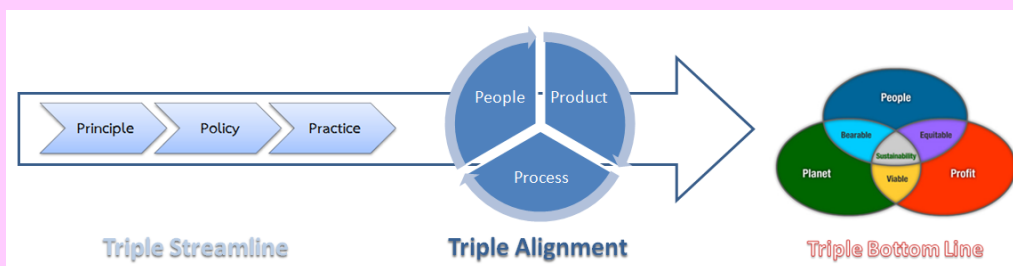 Principle
Policy
Practice
People
Product
Process
People
Bearable
Equitable
Sustainability
Planet
Viable
Profit
Triple Streamline
Triple Alignment
Triple Bottom Line